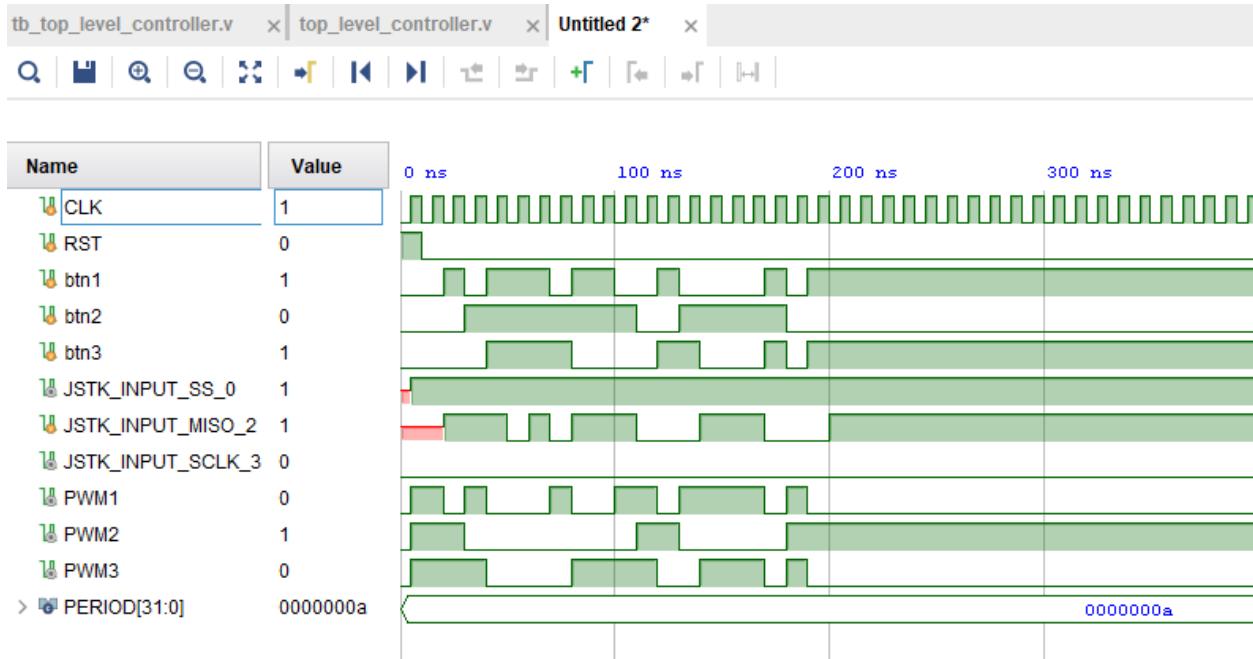 tb_top_level_controller.v × top_level_controller.v × Untitled 2* ×
Name Value 0 ns 100 ns 200 ns 300 ns
CLK 1
RST 0
btn1 1
btn2 0
btn3 1
JSTK_INPUT_SS_0 1
JSTK_INPUT_MISO_2 1
JSTK_INPUT_SCLK_3 0
PWM1 0
PWM2 1
PWM3 0
> PERIOD[31:0] 0000000a 0000000a